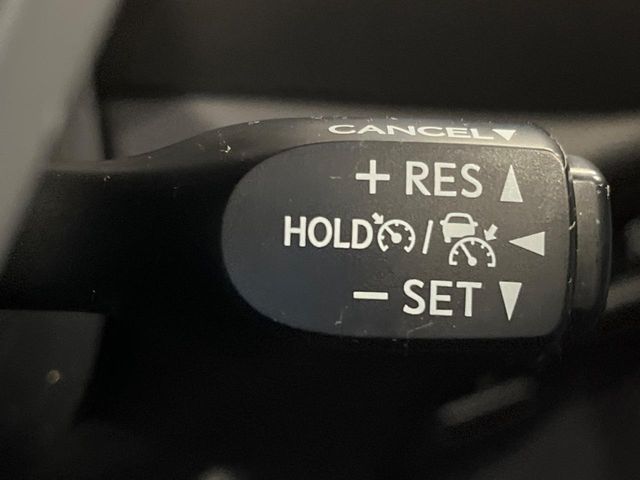 CANCEL▼
+ RES ▲
HOLD / ◀
− SET ▼